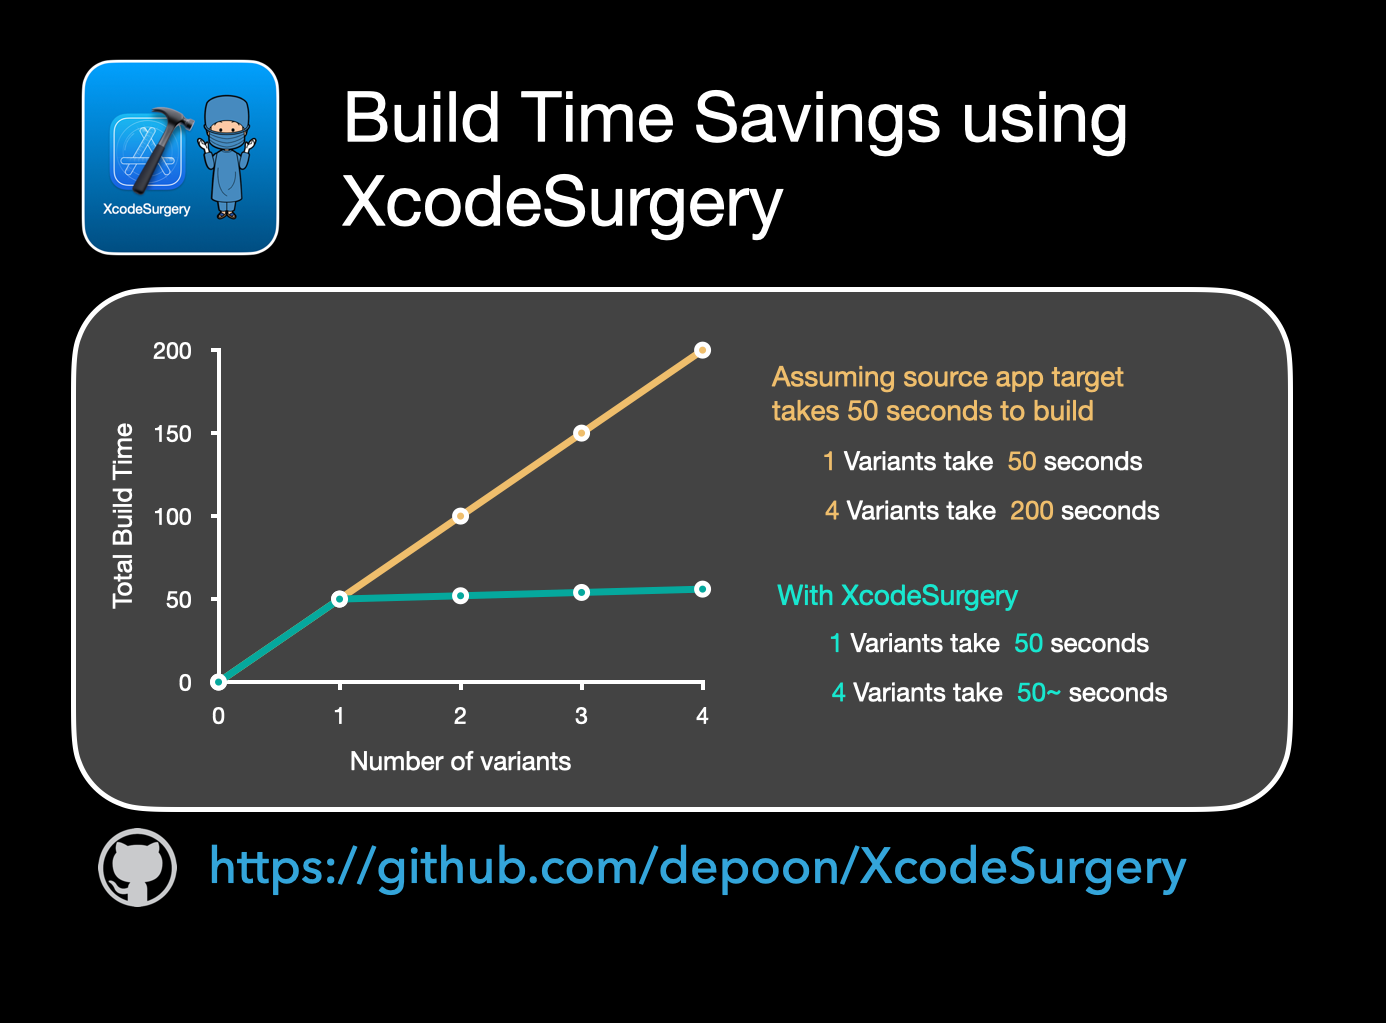 XcodeSurgery
Build Time Savings using
XcodeSurgery
200
150
100
50
0
Total Build Time
0 1 2 3 4
Number of variants
Assuming source app target
takes 50 seconds to build
1 Variants take 50 seconds
4 Variants take 200 seconds
With XcodeSurgery
1 Variants take 50 seconds
4 Variants take 50~ seconds
https://github.com/depoon/XcodeSurgery